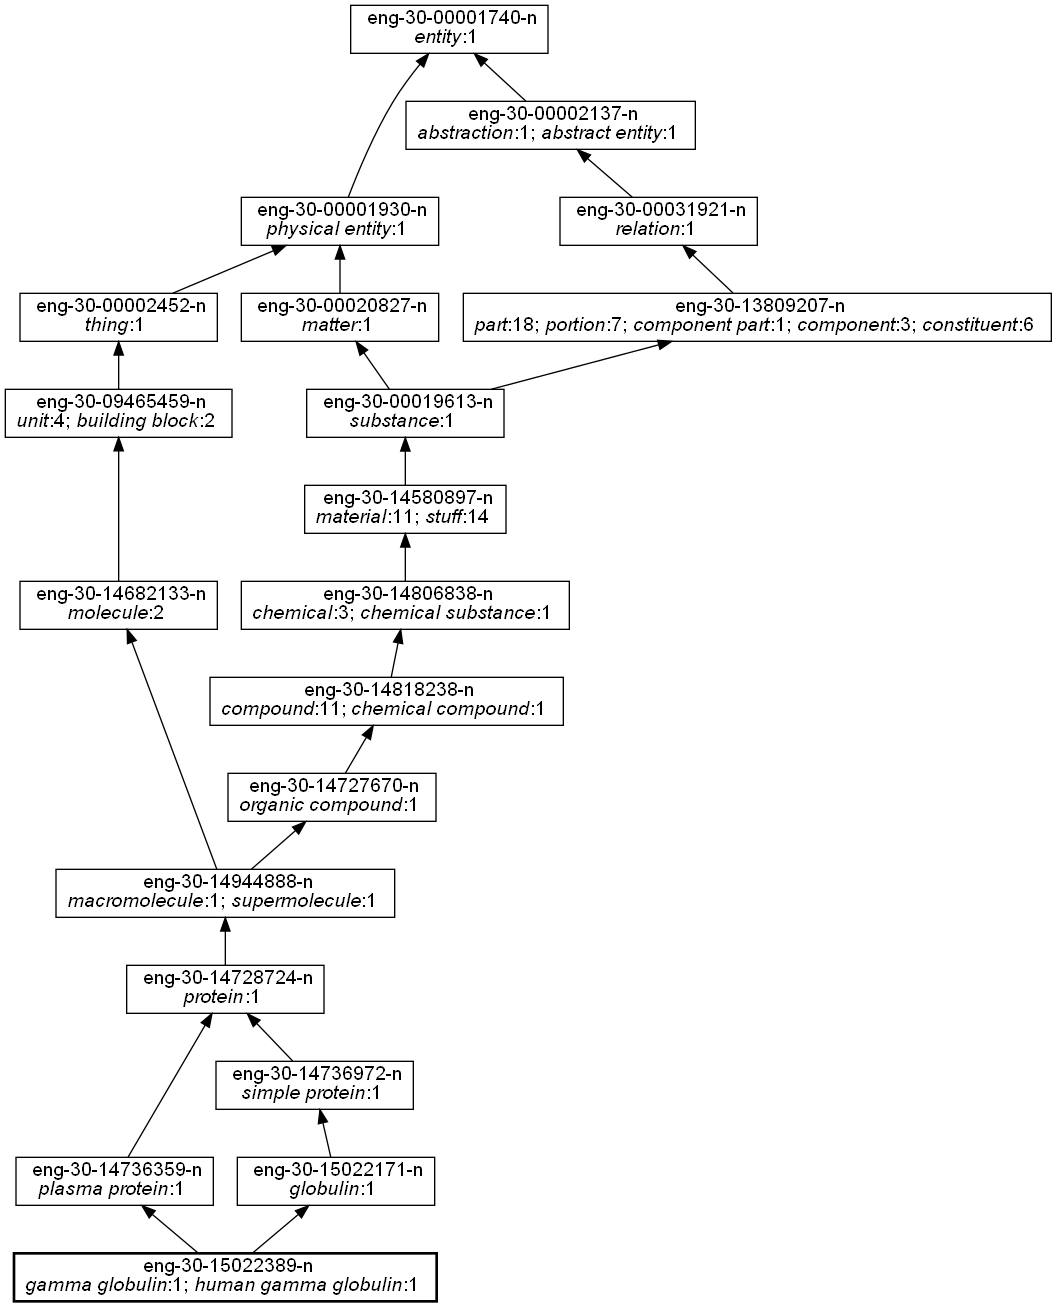 eng-30-00001740-n
entity:1
eng-30-00002137-n
abstraction:1; abstract entity:1
eng-30-00001930-n
physical entity:1
eng-30-00031921-n
relation:1
eng-30-00002452-n
thing:1
eng-30-00020827-n
matter:1
eng-30-13809207-n
part:18; portion:7; component part:1; component:3; constituent:6
eng-30-09465459-n
unit:4; building block:2
eng-30-00019613-n
substance:1
eng-30-14580897-n
material:11; stuff:14
eng-30-14682133-n
molecule:2
eng-30-14806838-n
chemical:3; chemical substance:1
eng-30-14818238-n
compound:11; chemical compound:1
eng-30-14727670-n
organic compound:1
eng-30-14944888-n
macromolecule:1; supermolecule:1
eng-30-14728724-n
protein:1
eng-30-14736972-n
simple protein:1
eng-30-14736359-n
plasma protein:1
eng-30-15022171-n
globulin:1
eng-30-15022389-n
gamma globulin:1; human gamma globulin:1